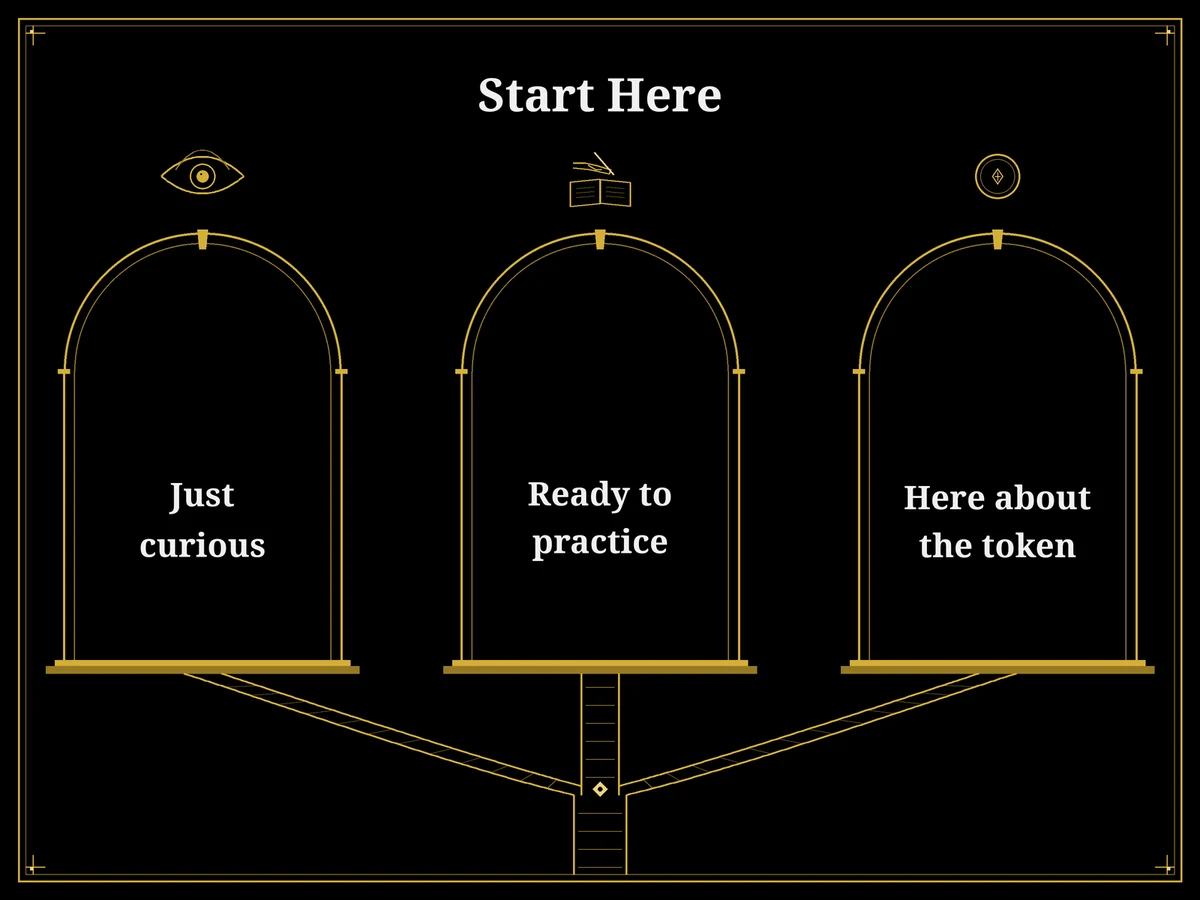 Start Here
Just
curious
Ready to
practice
Here about
the token